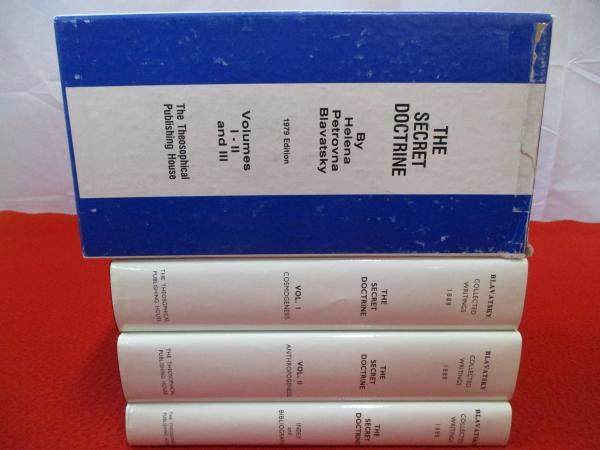 THE
SECRET
DOCTRINE
By
Helena
Petrovna
Blavatsky
1979 Edition
Volumes
I - II
and III
The Theosophical
Publishing House
BLAVATSKY
COLLECTED
WRITINGS
1888
THE
SECRET
DOCTRINE
VOL. I
COSMOGENESIS
THE THEOSOPHICAL
PUBLISHING HOUSE
BLAVATSKY
COLLECTED
WRITINGS
1888
THE
SECRET
DOCTRINE
VOL. II
ANTHROPOGENESIS
THE THEOSOPHICAL
PUBLISHING HOUSE
BLAVATSKY
COLLECTED
WRITINGS
1888
THE
SECRET
DOCTRINE
INDEX
and
BIBLIOGRAPHY
THE THEOSOPHICAL
PUBLISHING HOUSE